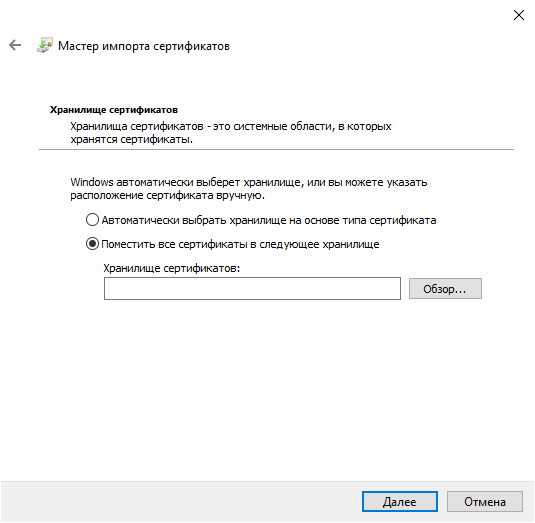 Мастер импорта сертификатов
Хранилище сертификатов
Хранилища сертификатов - это системные области, в которых
хранятся сертификаты.
Windows автоматически выберет хранилище, или вы можете указать
расположение сертификата вручную.
Автоматически выбрать хранилище на основе типа сертификата
Поместить все сертификаты в следующее хранилище
Хранилище сертификатов:
Обзор...
Далее
Отмена